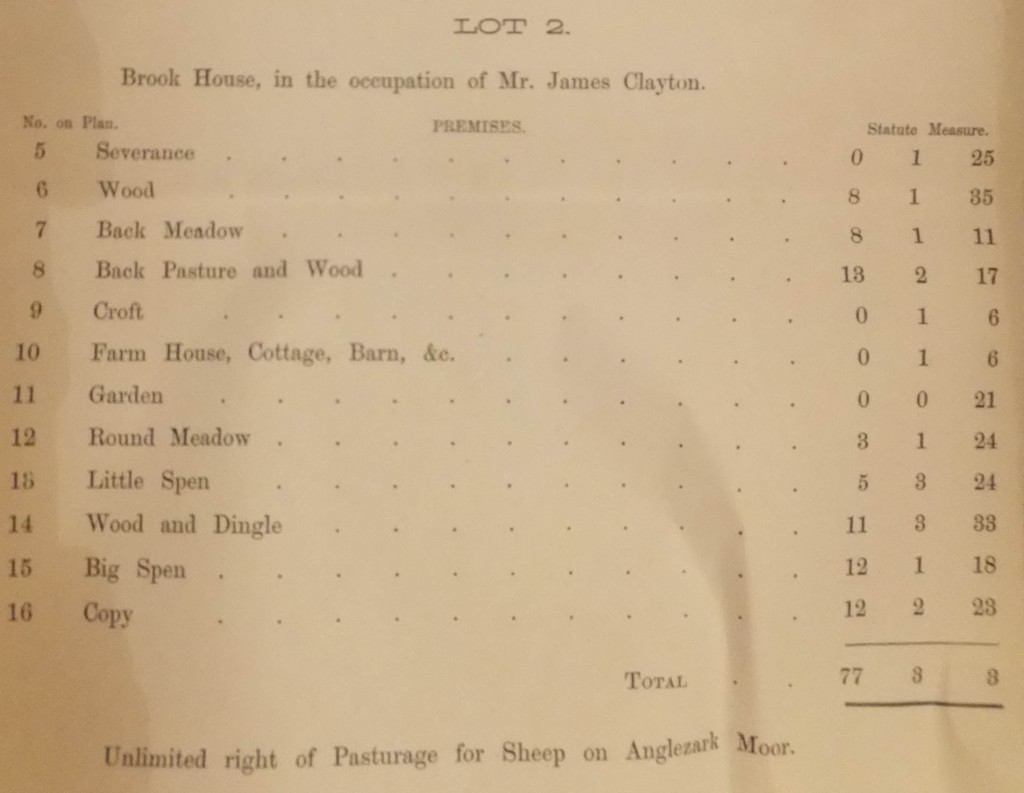 LOT 2.
Brook House, in the occupation of Mr. James Clayton.
No. on Plan. PREMISES. Statute Measure.
5 Severance . . . . . . . . . . . 0 1 25
6 Wood . . . . . . . . . . . 8 1 35
7 Back Meadow . . . . . . . . . . 8 1 11
8 Back Pasture and Wood . . . . . . . . 13 2 17
9 Croft . . . . . . . . . . . 0 1 6
10 Farm House, Cottage, Barn, &c. . . . . . . 0 1 6
11 Garden . . . . . . . . . . . 0 0 21
12 Round Meadow . . . . . . . . . . 3 1 24
13 Little Spen . . . . . . . . . . 5 3 24
14 Wood and Dingle . . . . . . . . . 11 3 33
15 Big Spen . . . . . . . . . . . 12 1 18
16 Copy . . . . . . . . . . . 12 2 23
TOTAL . . 77 3 3
Unlimited right of Pasturage for Sheep on Anglezark Moor.